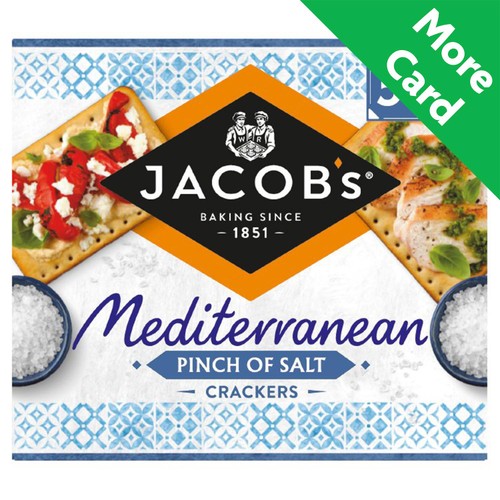 More
Card
W R
JACOB's®
BAKING SINCE
1851
Mediterranean
PINCH OF SALT
CRACKERS